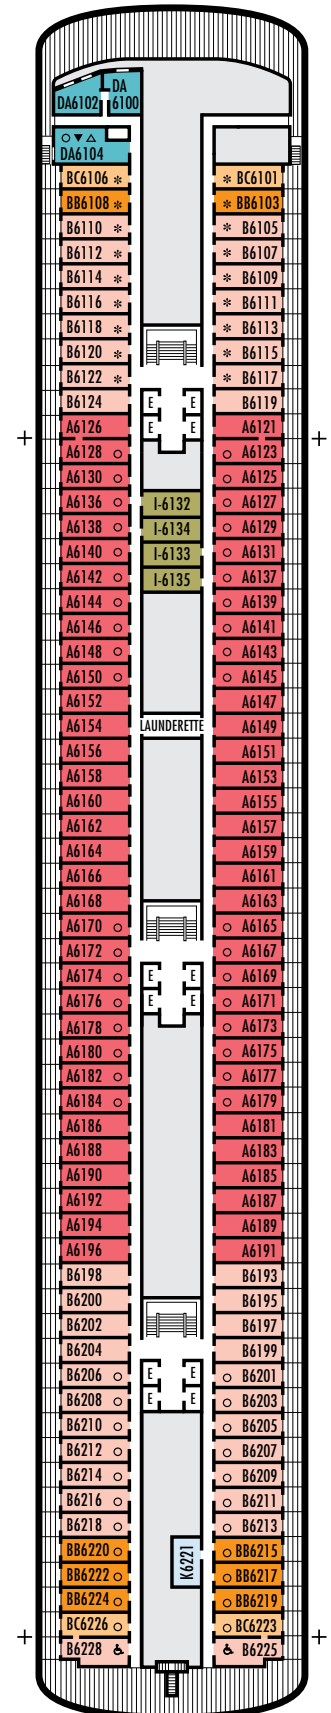 DA6102
DA
6100
○ ▼ △
DA6104
BC6106 *
* BC6101
BB6108 *
* BB6103
B6110 *
* B6105
B6112 *
* B6107
B6114 *
* B6109
B6116 *
* B6111
B6118 *
* B6113
B6120 *
* B6115
B6122 *
* B6117
B6124
E
E
B6119
A6126
E
E
A6121
A6128 ○
○ A6123
A6130 ○
○ A6125
A6136 ○
I-6132
○ A6127
A6138 ○
I-6134
○ A6129
A6140 ○
I-6133
○ A6131
A6142 ○
I-6135
○ A6137
A6144 ○
○ A6139
A6146 ○
○ A6141
A6148 ○
○ A6143
A6150 ○
○ A6145
A6152
A6147
A6154
LAUNDERETTE
A6149
A6156
A6151
A6158
A6153
A6160
A6155
A6162
A6157
A6164
A6159
A6166
A6161
A6168
A6163
A6170 ○
○ A6165
A6172 ○
○ A6167
A6174 ○
E
E
○ A6169
A6176 ○
E
E
○ A6171
A6178 ○
○ A6173
A6180 ○
○ A6175
A6182 ○
○ A6177
A6184 ○
○ A6179
A6186
A6181
A6188
A6183
A6190
A6185
A6192
A6187
A6194
A6189
A6196
A6191
B6198
B6193
B6200
B6195
B6202
B6197
B6204
B6199
B6206 ○
E
E
○ B6201
B6208 ○
E
E
○ B6203
B6210 ○
○ B6205
B6212 ○
○ B6207
B6214 ○
○ B6209
B6216 ○
○ B6211
B6218 ○
○ B6213
BB6220 ○
○ BB6215
BB6222 ○
K6221
○ BB6217
BB6224 ○
○ BB6219
BC6226 ○
○ BC6223
B6228 ♿
♿ B6225